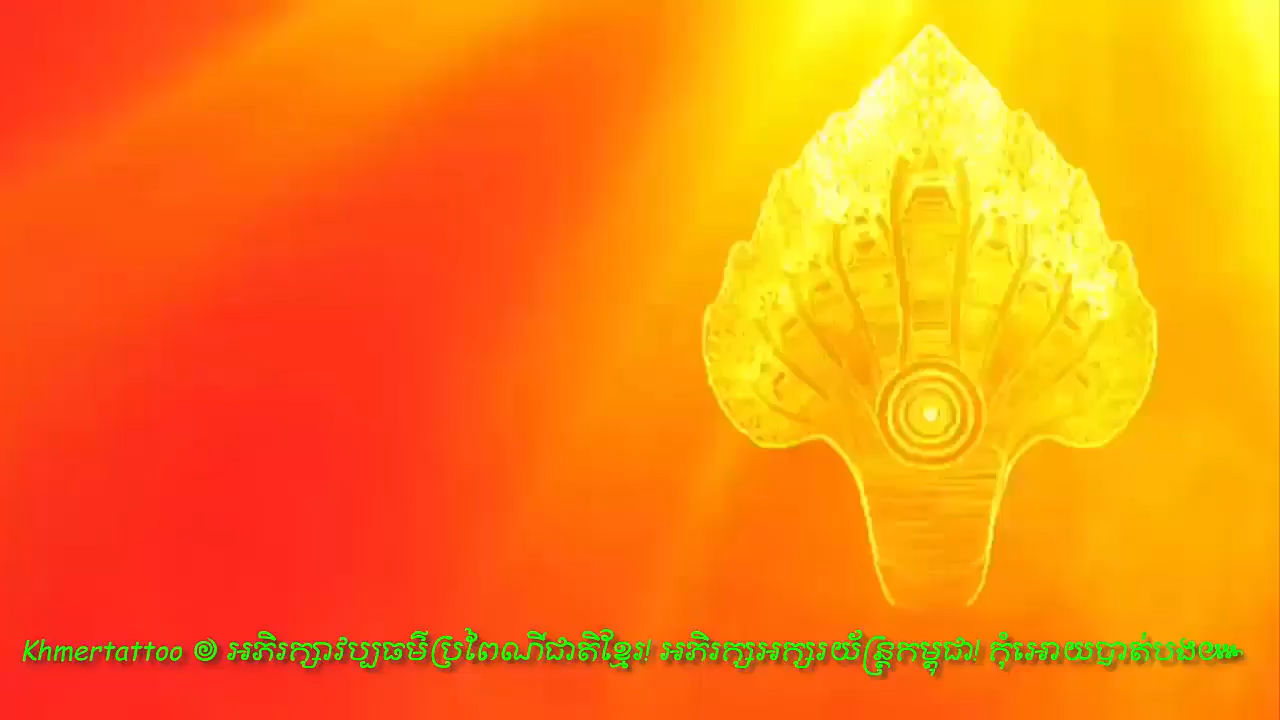 Khmertattoo ៙ អភិរក្សាវប្បធម៌ប្រពៃណីជាតិខ្មែរ! អភិរក្សអក្សរយ័ន្ត្រកម្ពុជា! កុំអោយបាត់បង់៚